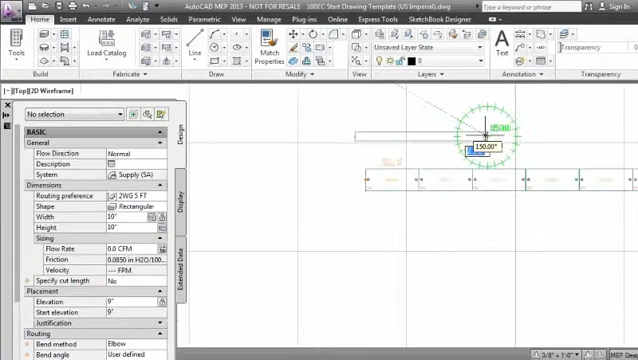 AutoCAD MEP 2013 - NOT FOR RESALE 100EC Start Drawing Template (US Imperial).dwg
Type a keyword or phrase
Sign In
Home Insert Annotate Analyze Solids Parametric View Manage Output Online Express Tools SketchBook Designer
Tools
Load Catalog
Line
Match Properties
Unsaved Layer State
0
Text
Transparency
Build
Fabricate
Draw
Modify
Layers
Annotation
[−][Top][2D Wireframe]
No selection
BASIC
General
Flow Direction Normal
Description
System Supply (SA)
Dimensions
Routing preference 2WG 5 FT
Shape Rectangular
Width 10"
Height 10"
Sizing
Flow Rate 0.0 CFM
Friction 0.0850 in H2O/100...
Velocity --- FPM
Specify cut length No
Placement
Elevation 9"
Start elevation 9"
Justification
Routing
Bend method Elbow
Bend angle User defined
Design
Display
Extended Data
150.00°
3/8" = 1'-0"